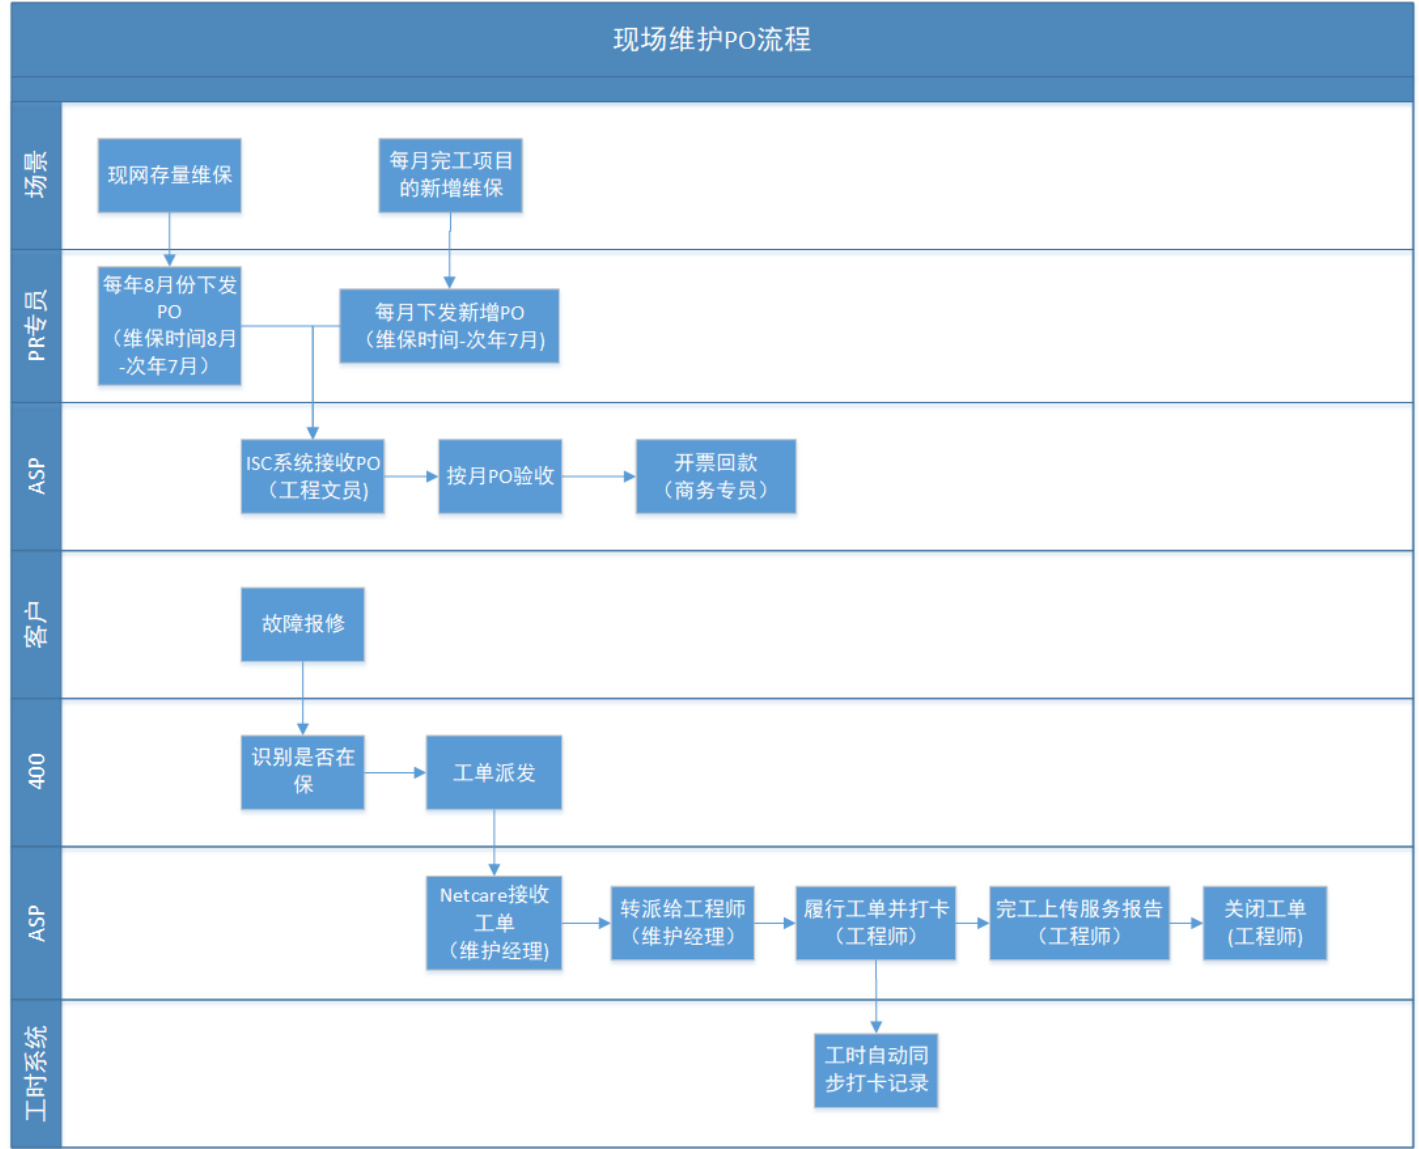 现场维护PO流程
场景
现网存量维保
每月完工项目
的新增维保
PR专员
每年8月份下发
PO
（维保时间8月
-次年7月）
每月下发新增PO
（维保时间-次年7月)
ASP
ISC系统接收PO
（工程文员)
按月PO验收
开票回款
（商务专员）
客户
故障报修
400
识别是否在
保
工单派发
ASP
Netcare接收
工单
（维护经理)
转派给工程师
（维护经理）
履行工单并打卡
（工程师）
完工上传服务报告
（工程师）
关闭工单
(工程师)
工时系统
工时自动同
步打卡记录